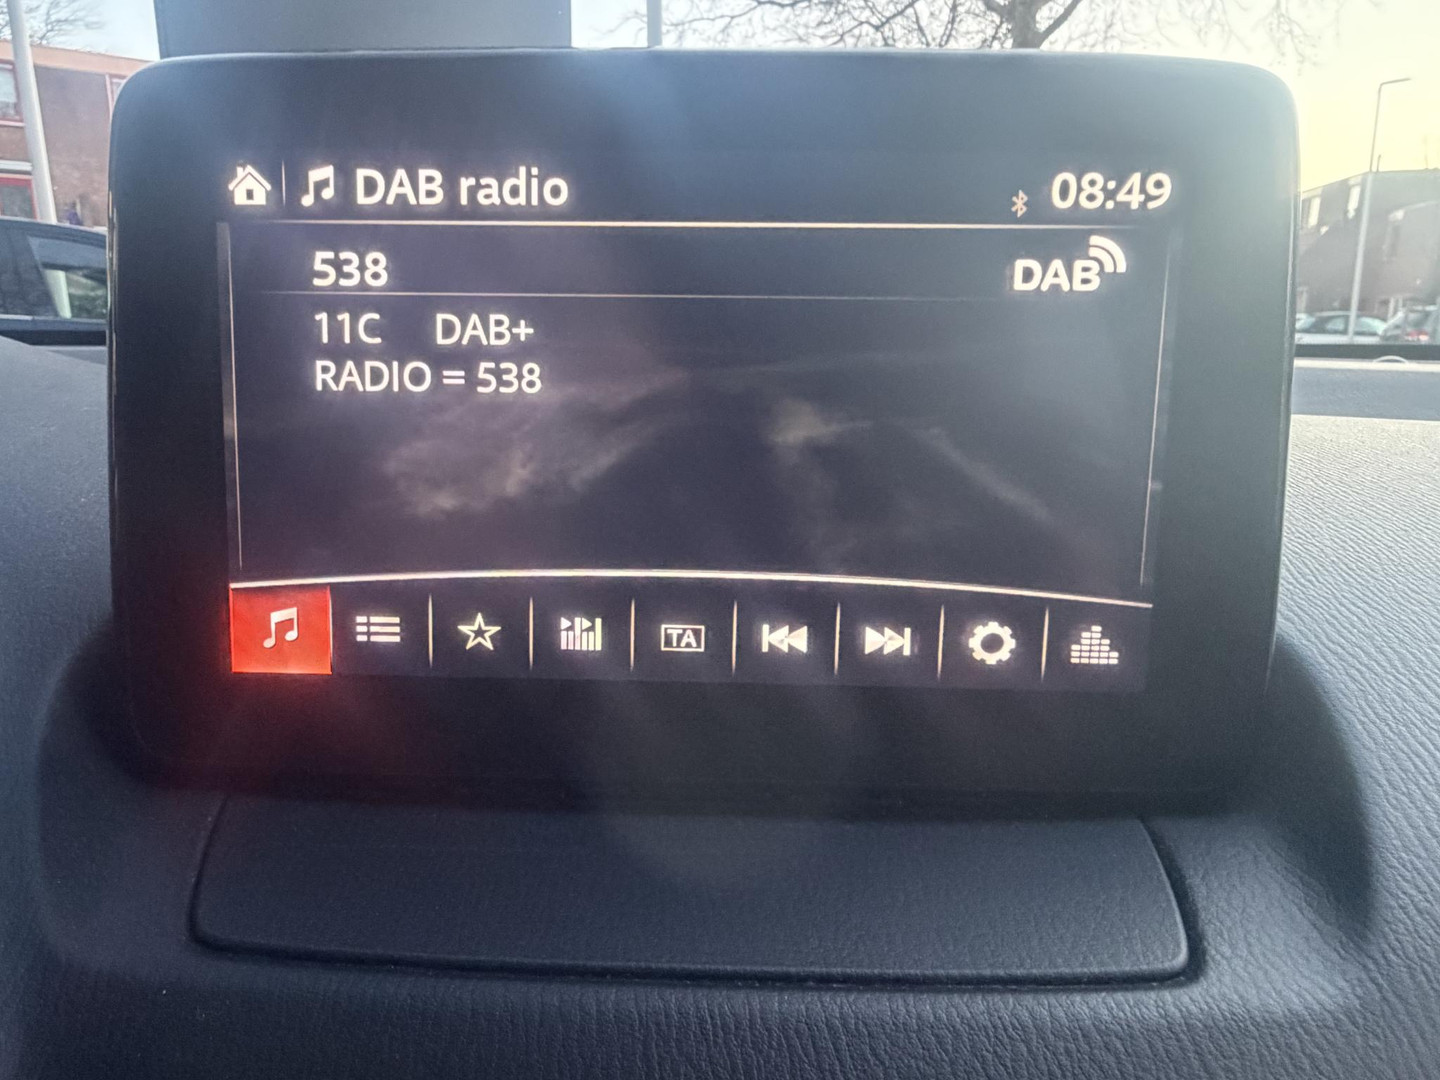 DAB radio
08:49
538
DAB
11C DAB+
RADIO = 538
TA